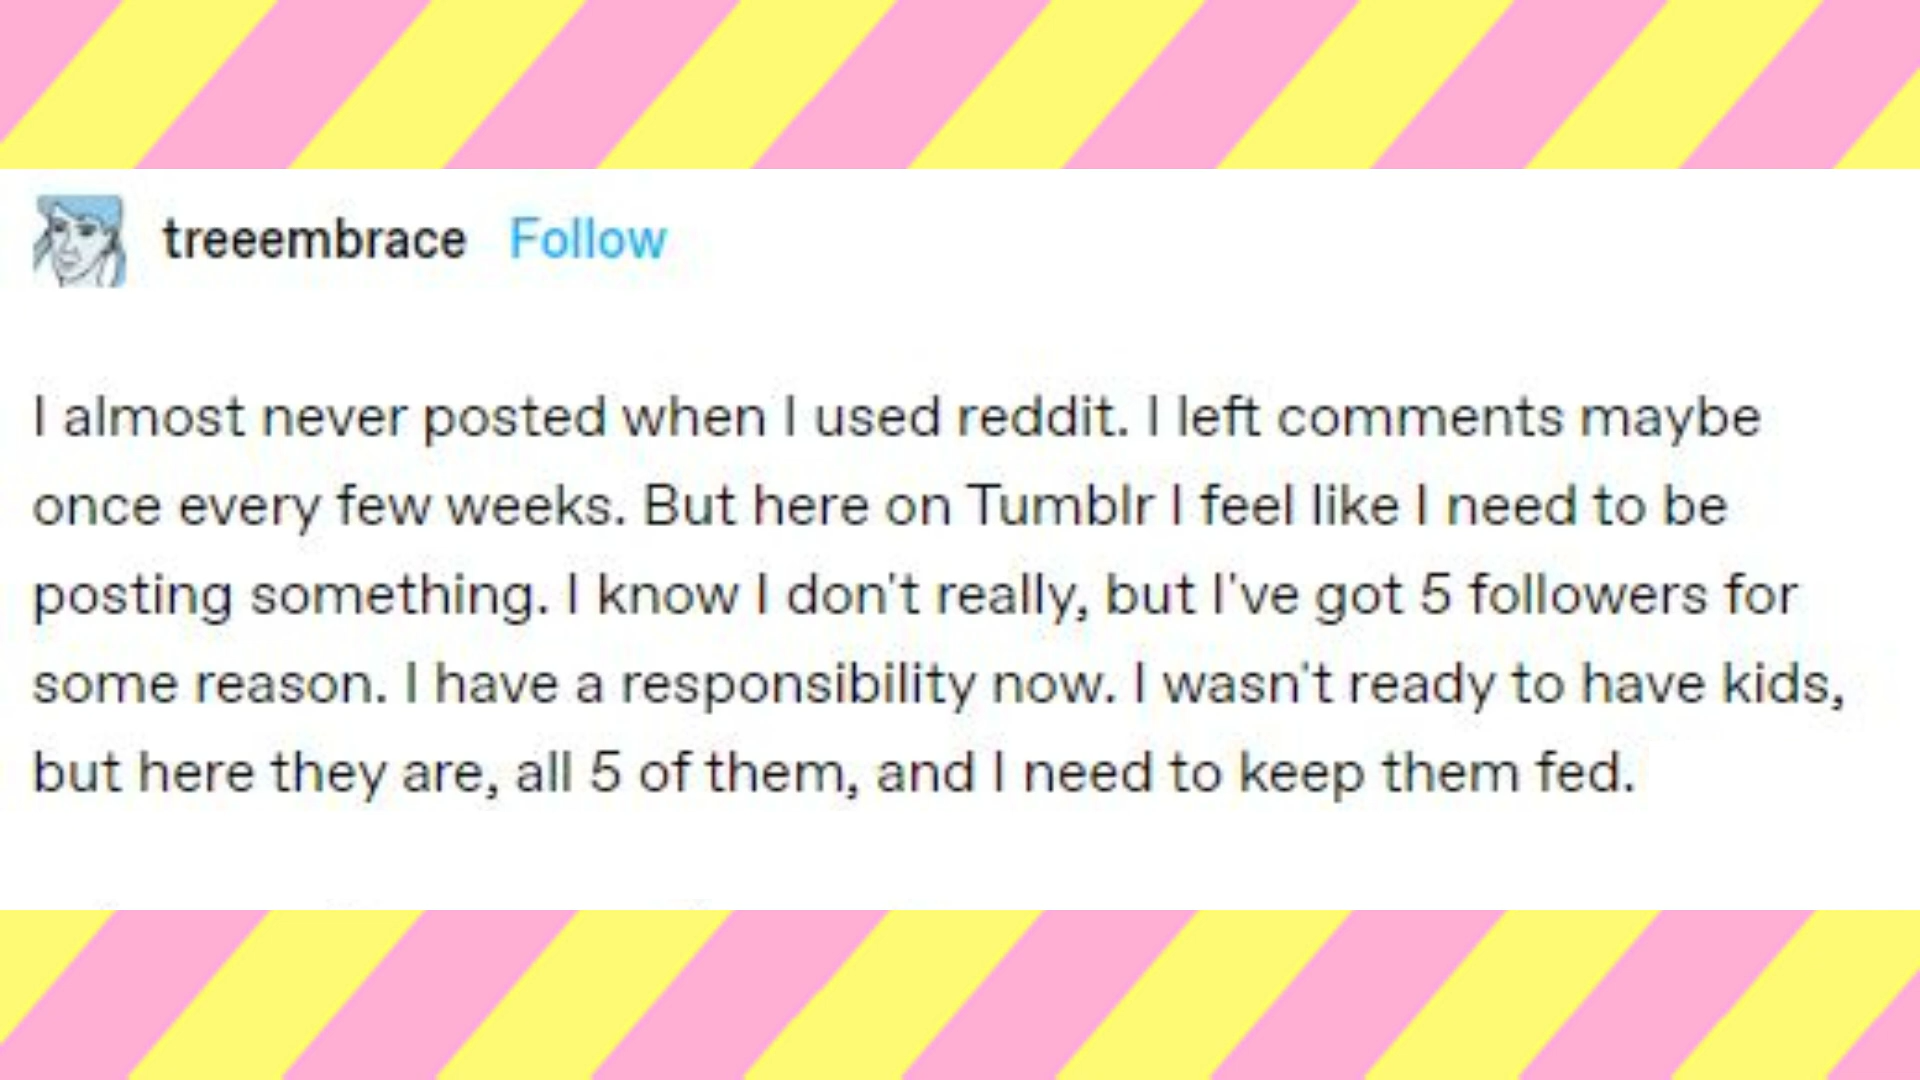 treeembrace Follow
I almost never posted when I used reddit. I left comments maybe
once every few weeks. But here on Tumblr I feel like I need to be
posting something. I know I don't really, but I've got 5 followers for
some reason. I have a responsibility now. I wasn't ready to have kids,
but here they are, all 5 of them, and I need to keep them fed.